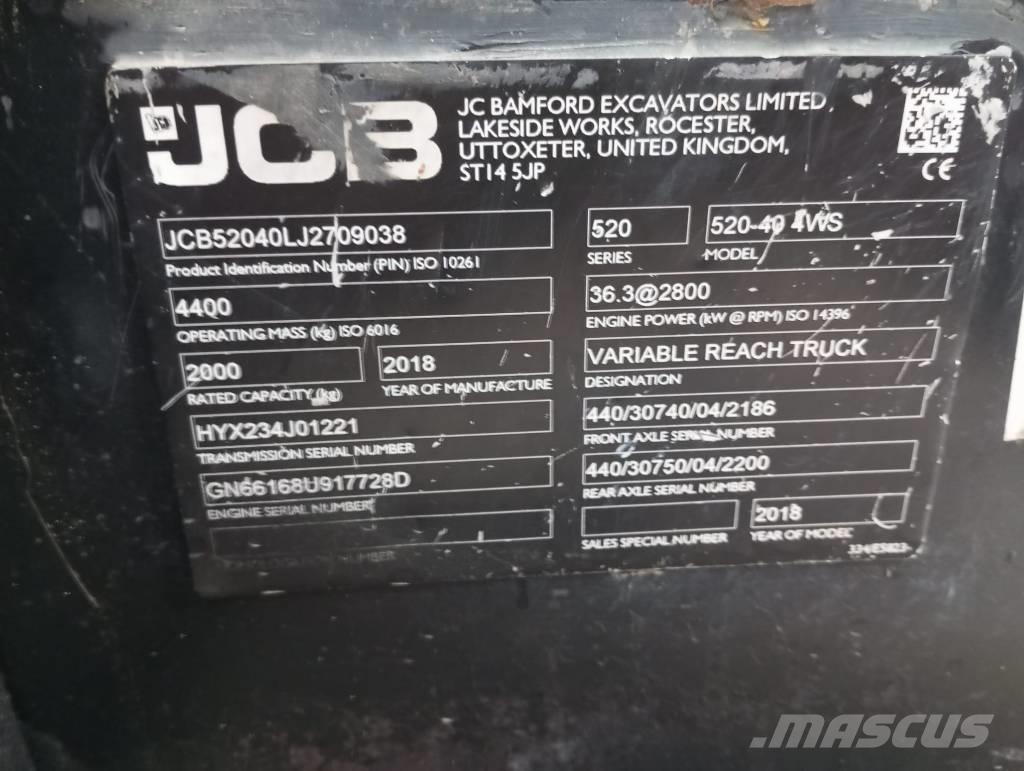 JCB
JC BAMFORD EXCAVATORS LIMITED,
LAKESIDE WORKS, ROCESTER,
UTTOXETER, UNITED KINGDOM,
ST14 5JP
CE
JCB52040LJ2709038
Product Identification Number (PIN) ISO 10261
4400
OPERATING MASS (kg) ISO 6016
2000
RATED CAPACITY (kg)
2018
YEAR OF MANUFACTURE
HYX234J01221
TRANSMISSION SERIAL NUMBER
GN66168U917728D
ENGINE SERIAL NUMBER
NUMBER
520
SERIES
520-40 4WS
MODEL
36.3@2800
ENGINE POWER (kW @ RPM) ISO 14396
VARIABLE REACH TRUCK
DESIGNATION
440/30740/04/2186
FRONT AXLE SERIAL NUMBER
440/30750/04/2200
REAR AXLE SERIAL NUMBER
SALES SPECIAL NUMBER
2018
YEAR OF MODEL
334/E5823
MASCUS